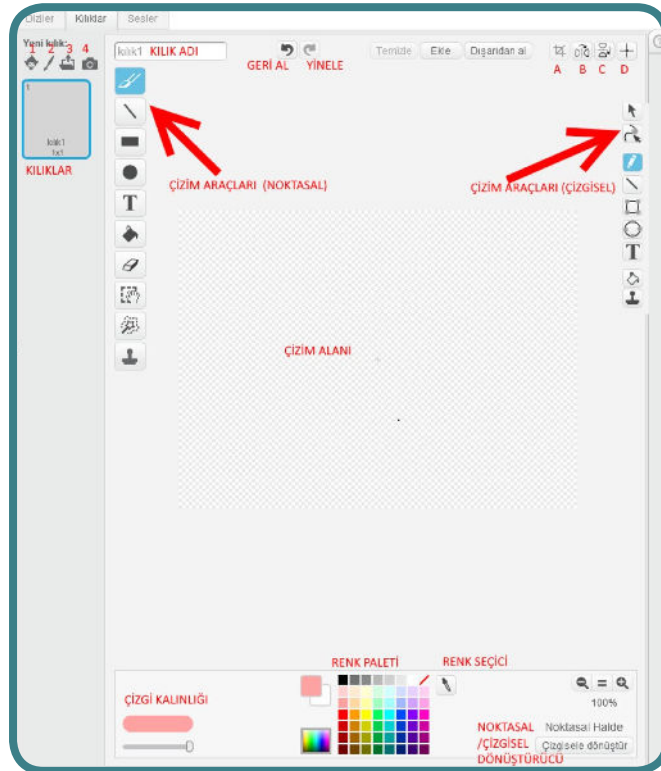 Diziler Kılıklar Sesler
Yeni kılık:
1 2 3 4
kılık1 KILIK ADI
GERİ AL YİNELE
Temizle Ekle Dışarıdan al
A B C D
1
kılık1
1x1
KILIKLAR
ÇİZİM ARAÇLARI (NOKTASAL)
ÇİZİM ARAÇLARI (ÇİZGİSEL)
T
T
ÇİZİM ALANI
RENK PALETİ RENK SEÇİCİ
ÇİZGİ KALINLIĞI
100%
NOKTASAL Noktasal Halde
/ÇİZGİSEL Çizgisele dönüştür
DÖNÜŞTÜRÜCÜ